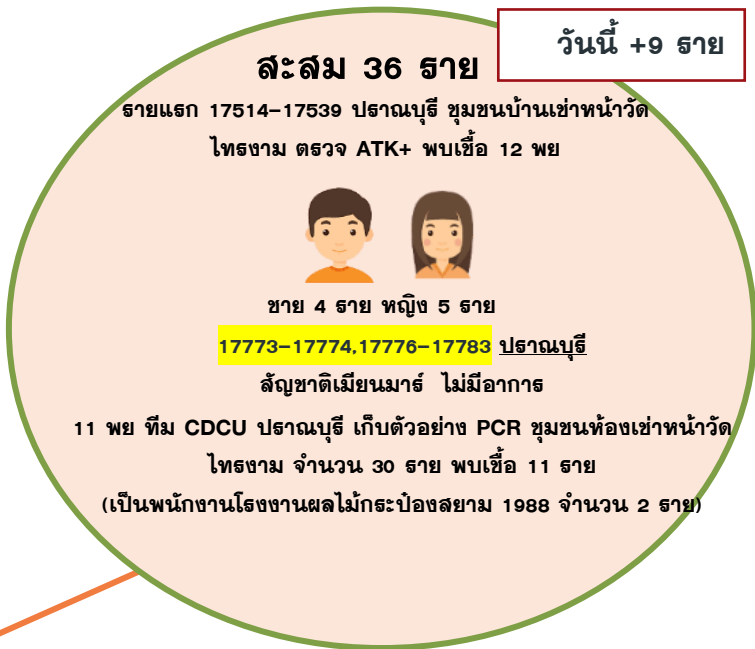 วันนี้ +9 ราย
สะสม 36 ราย
รายแรก 17514–17539 ปราณบุรี ชุมชนบ้านเช่าหน้าวัด
ไทรงาม ตรวจ ATK+ พบเชื้อ 12 พย
ชาย 4 ราย หญิง 5 ราย
17773–17774,17776–17783 ปราณบุรี
สัญชาติเมียนมาร์ ไม่มีอาการ
11 พย ทีม CDCU ปราณบุรี เก็บตัวอย่าง PCR ชุมชนห้องเช่าหน้าวัด
ไทรงาม จำนวน 30 ราย พบเชื้อ 11 ราย
(เป็นพนักงานโรงงานผลไม้กระป๋องสยาม 1988 จำนวน 2 ราย)